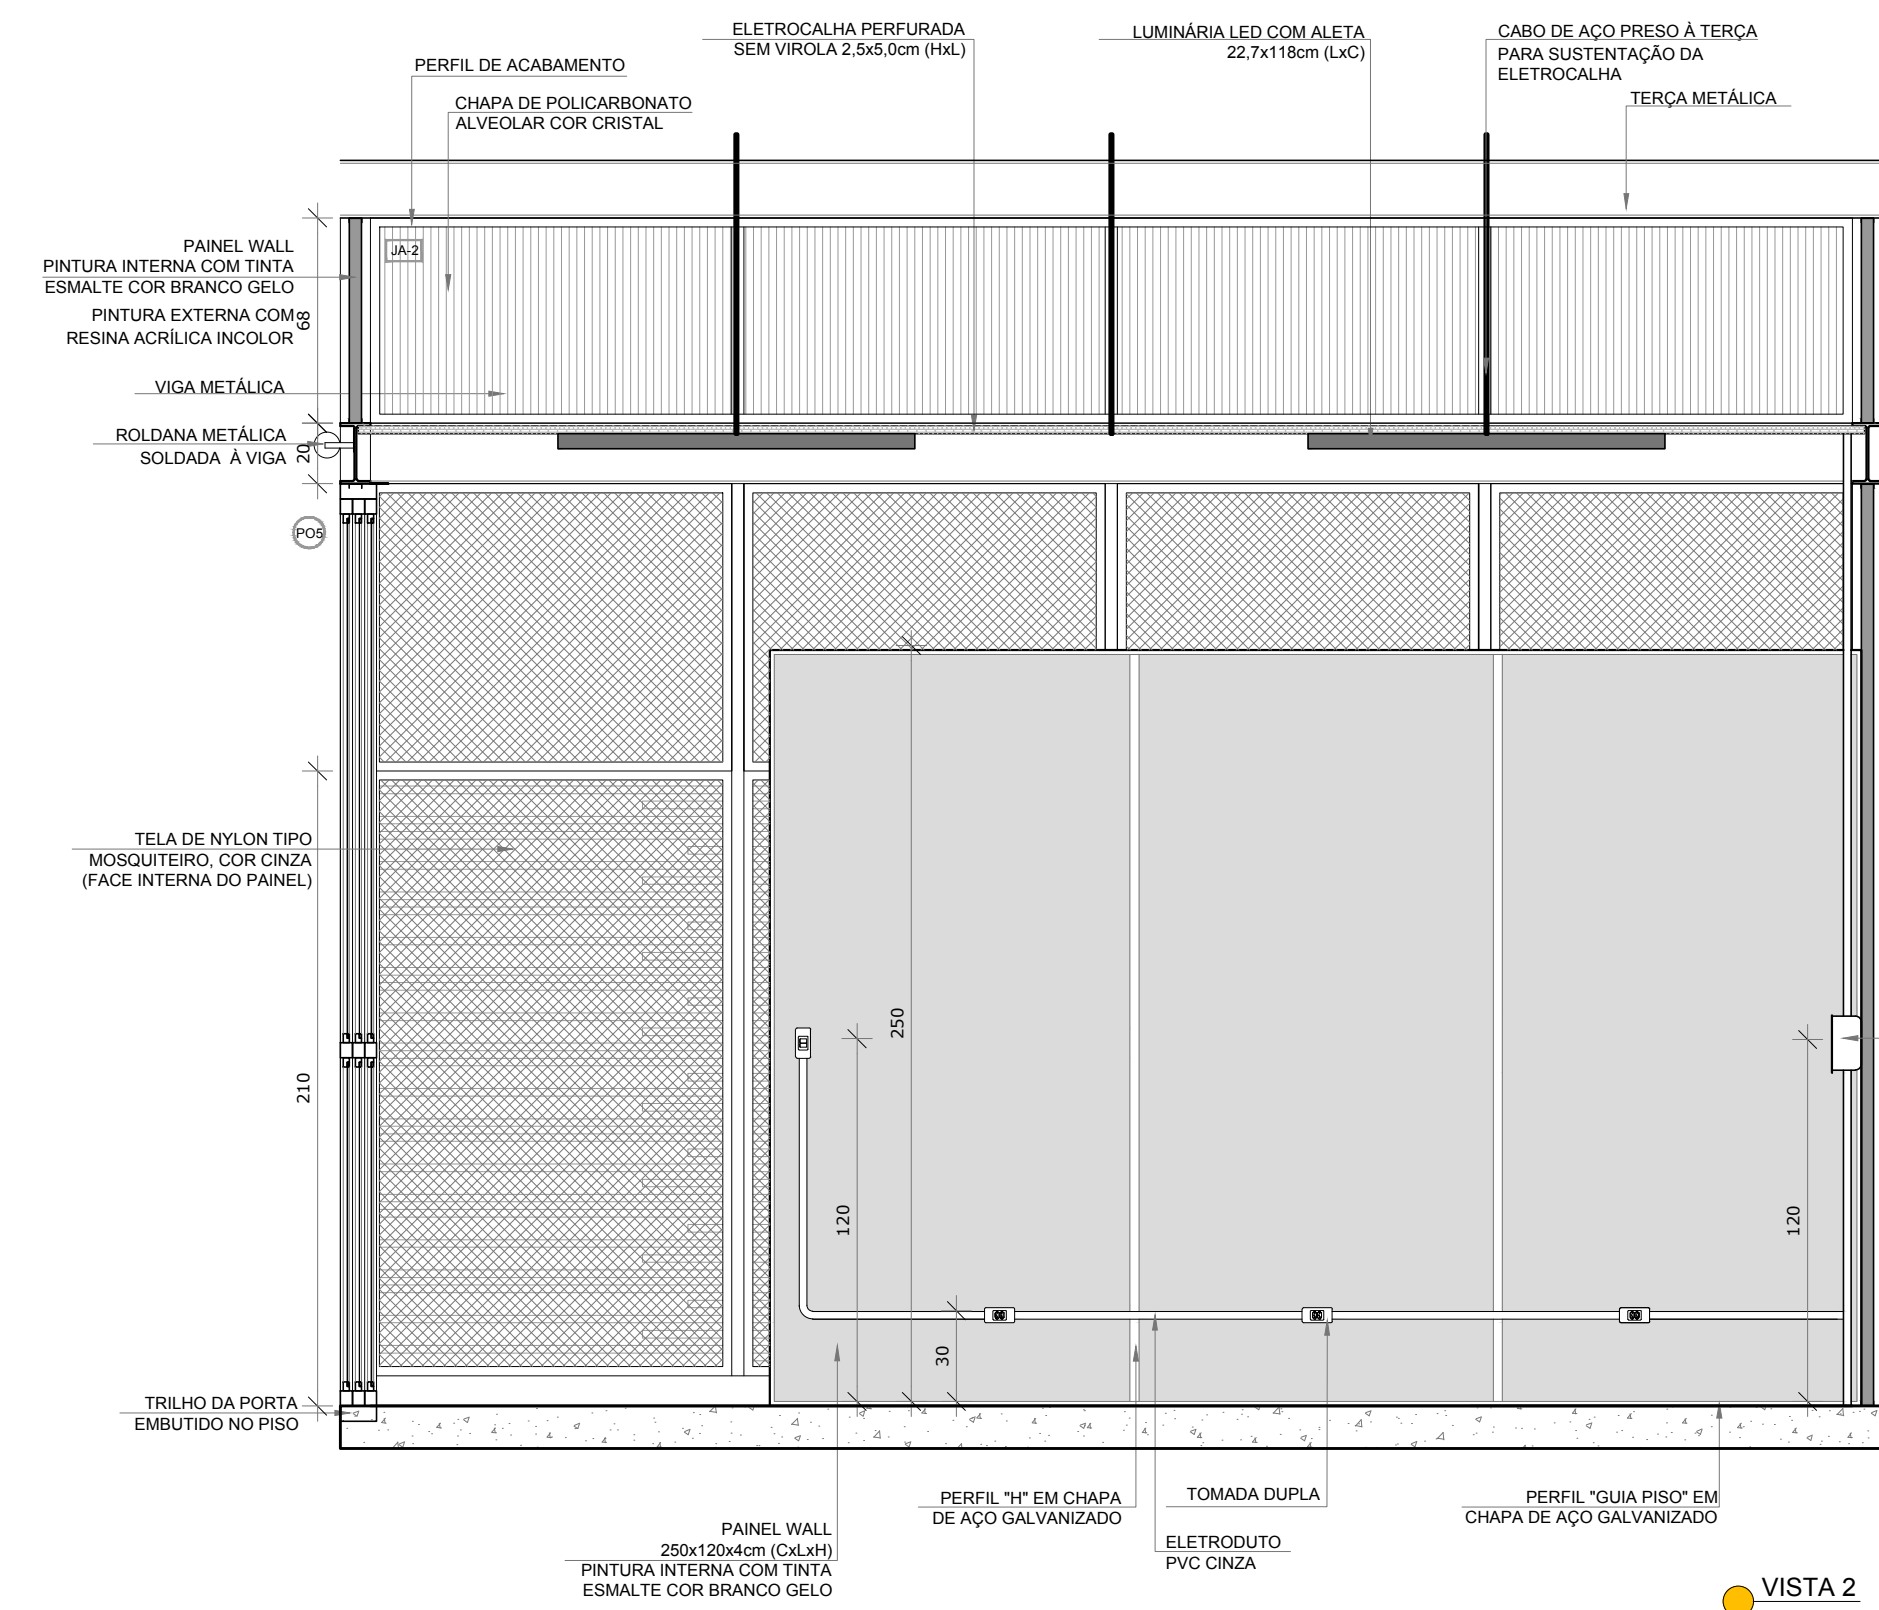 ELETROCALHA PERFURADA
SEM VIROLA 2,5x5,0cm (HxL)
LUMINÁRIA LED COM ALETA
22,7x118cm (LxC)
CABO DE AÇO PRESO À TERÇA
PARA SUSTENTAÇÃO DA
ELETROCALHA
PERFIL DE ACABAMENTO
CHAPA DE POLICARBONATO
ALVEOLAR COR CRISTAL
TERÇA METÁLICA
JA-2
PAINEL WALL
PINTURA INTERNA COM TINTA
ESMALTE COR BRANCO GELO
PINTURA EXTERNA COM
RESINA ACRÍLICA INCOLOR
68
VIGA METÁLICA
ROLDANA METÁLICA
SOLDADA À VIGA
20
PO5
TELA DE NYLON TIPO
MOSQUITEIRO, COR CINZA
(FACE INTERNA DO PAINEL)
210
250
120
120
30
TRILHO DA PORTA
EMBUTIDO NO PISO
PERFIL "H" EM CHAPA
DE AÇO GALVANIZADO
TOMADA DUPLA
PERFIL "GUIA PISO" EM
CHAPA DE AÇO GALVANIZADO
PAINEL WALL
250x120x4cm (CxLxH)
PINTURA INTERNA COM TINTA
ESMALTE COR BRANCO GELO
ELETRODUTO
PVC CINZA
VISTA 2